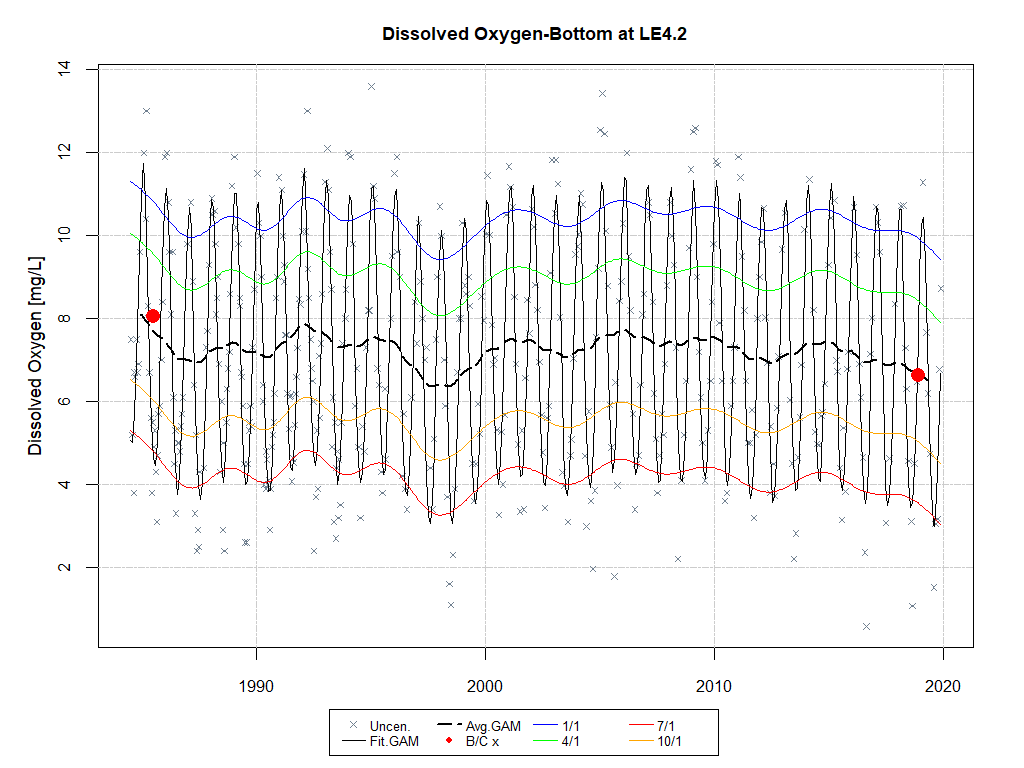 Dissolved Oxygen-Bottom at LE4.2
Dissolved Oxygen [mg/L]
14
12
10
8
6
4
2
1990 2000 2010 2020
Uncen. Avg.GAM 1/1 7/1
Fit.GAM B/C x 4/1 10/1